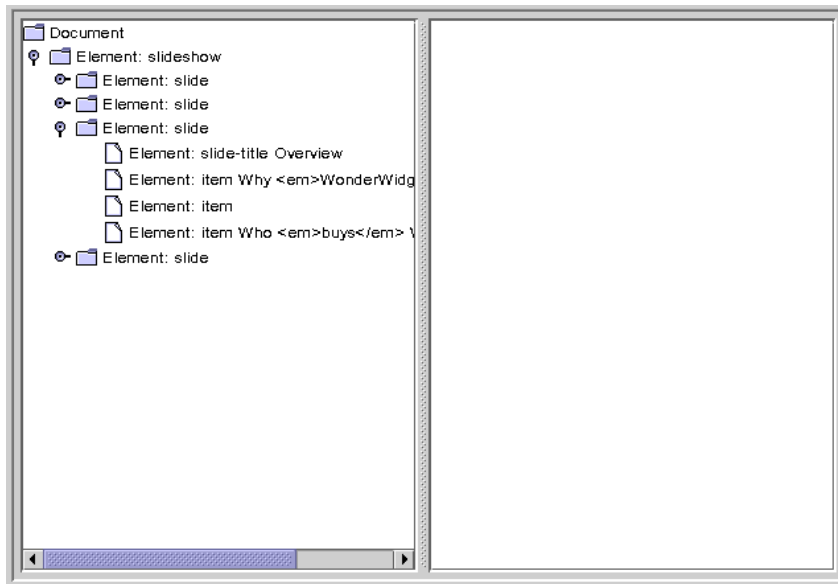 Document
Element: slideshow
Element: slide
Element: slide
Element: slide
Element: slide-title Overview
Element: item Why <em>WonderWidg
Element: item
Element: item Who <em>buys</em>
Element: slide